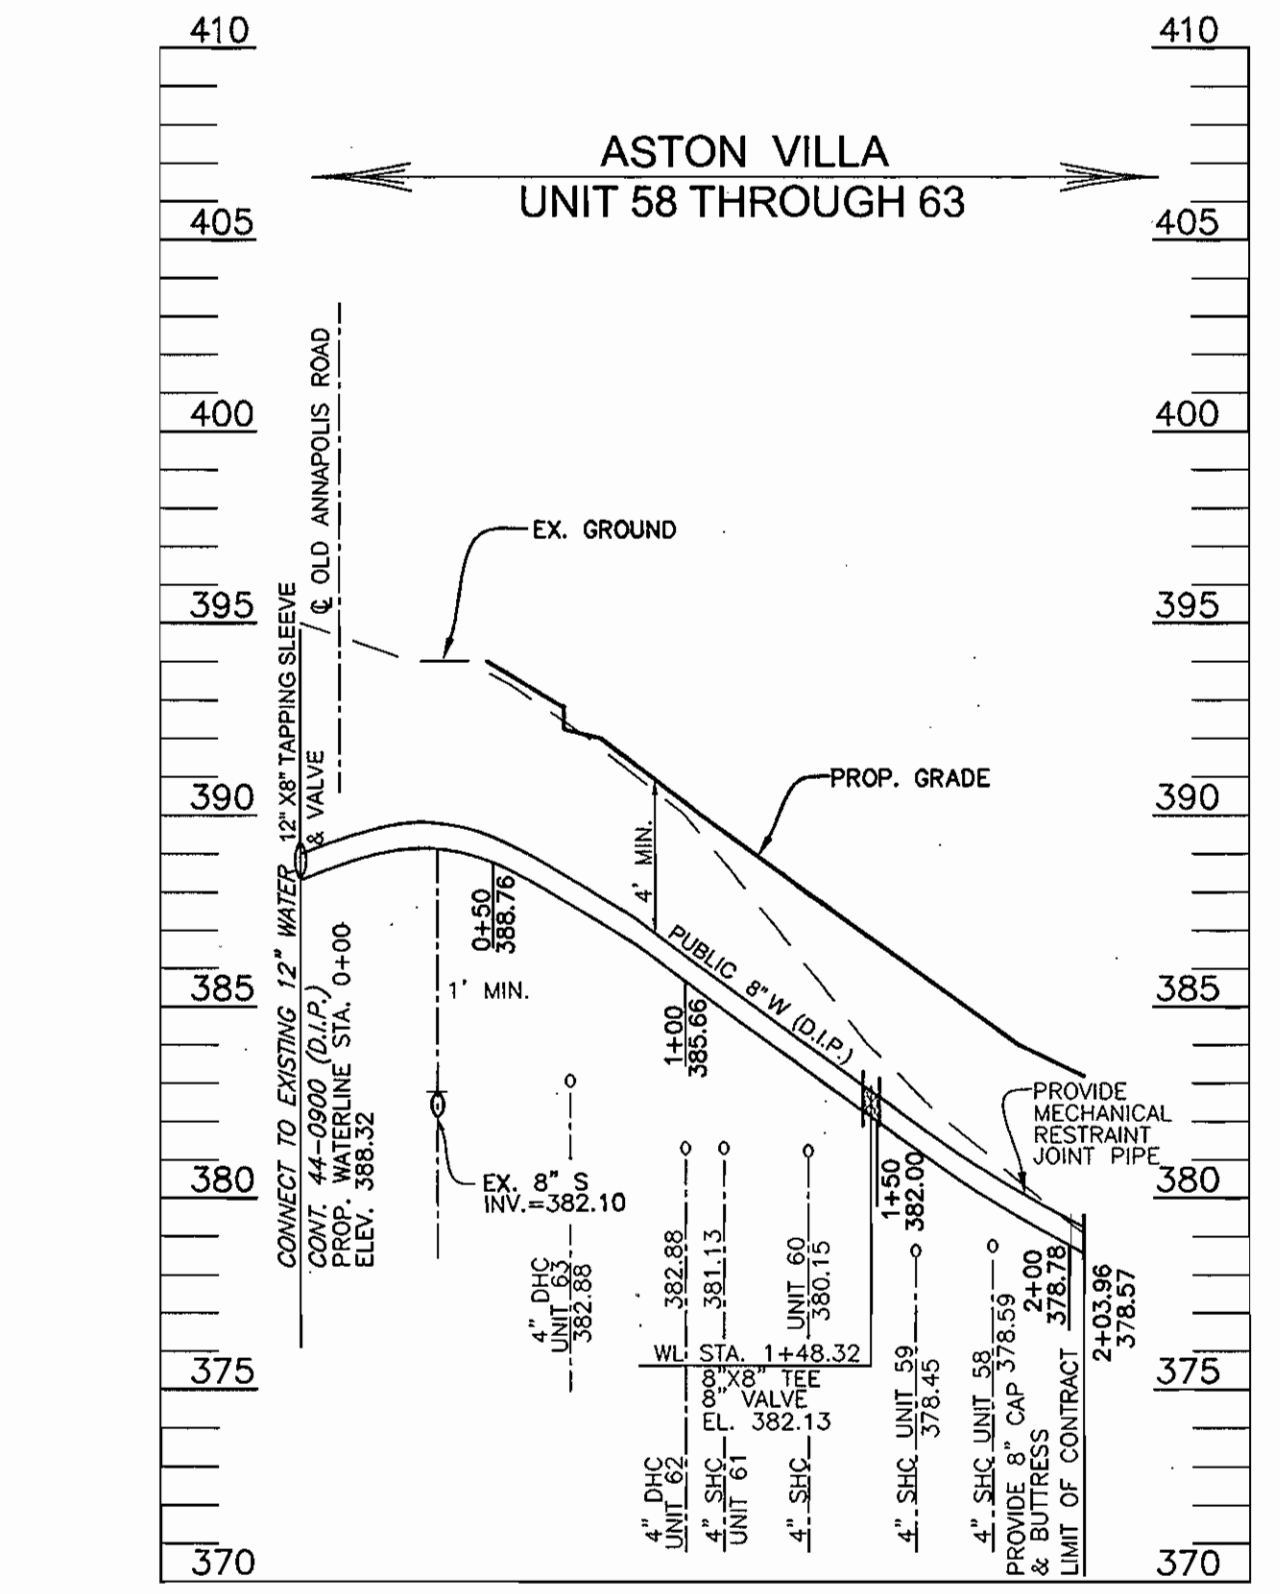 410
410
ASTON VILLA
UNIT 58 THROUGH 63
405
405
℄ OLD ANNAPOLIS ROAD
400
400
EX. GROUND
395
395
12" X8" TAPPING SLEEVE
& VALVE
PROP. GRADE
390
390
4' MIN.
0+50
388.76
PUBLIC 8" W (D.I.P.)
CONNECT TO EXISTING 12" WATER
CONT. 44-0900 (D.I.P.)
PROP. WATERLINE STA. 0+00
ELEV. 388.32
1' MIN.
385
385
1+00
385.66
PROVIDE
MECHANICAL
RESTRAINT
JOINT PIPE
1+50
382.00
380
380
EX. 8" S
INV.=382.10
4" DHC
UNIT 63
382.88
382.88
381.13
UNIT 60
380.15
2+00
378.78
2+03.96
378.57
WL STA. 1+48.32
8"X8" TEE
8" VALVE
EL. 382.13
375
375
4" DHC
UNIT 62
4" SHC
UNIT 61
4" SHC
4" SHC UNIT 59
378.45
4" SHC UNIT 58
378.59
PROVIDE 8" CAP
& BUTTRESS
LIMIT OF CONTRACT
370
370